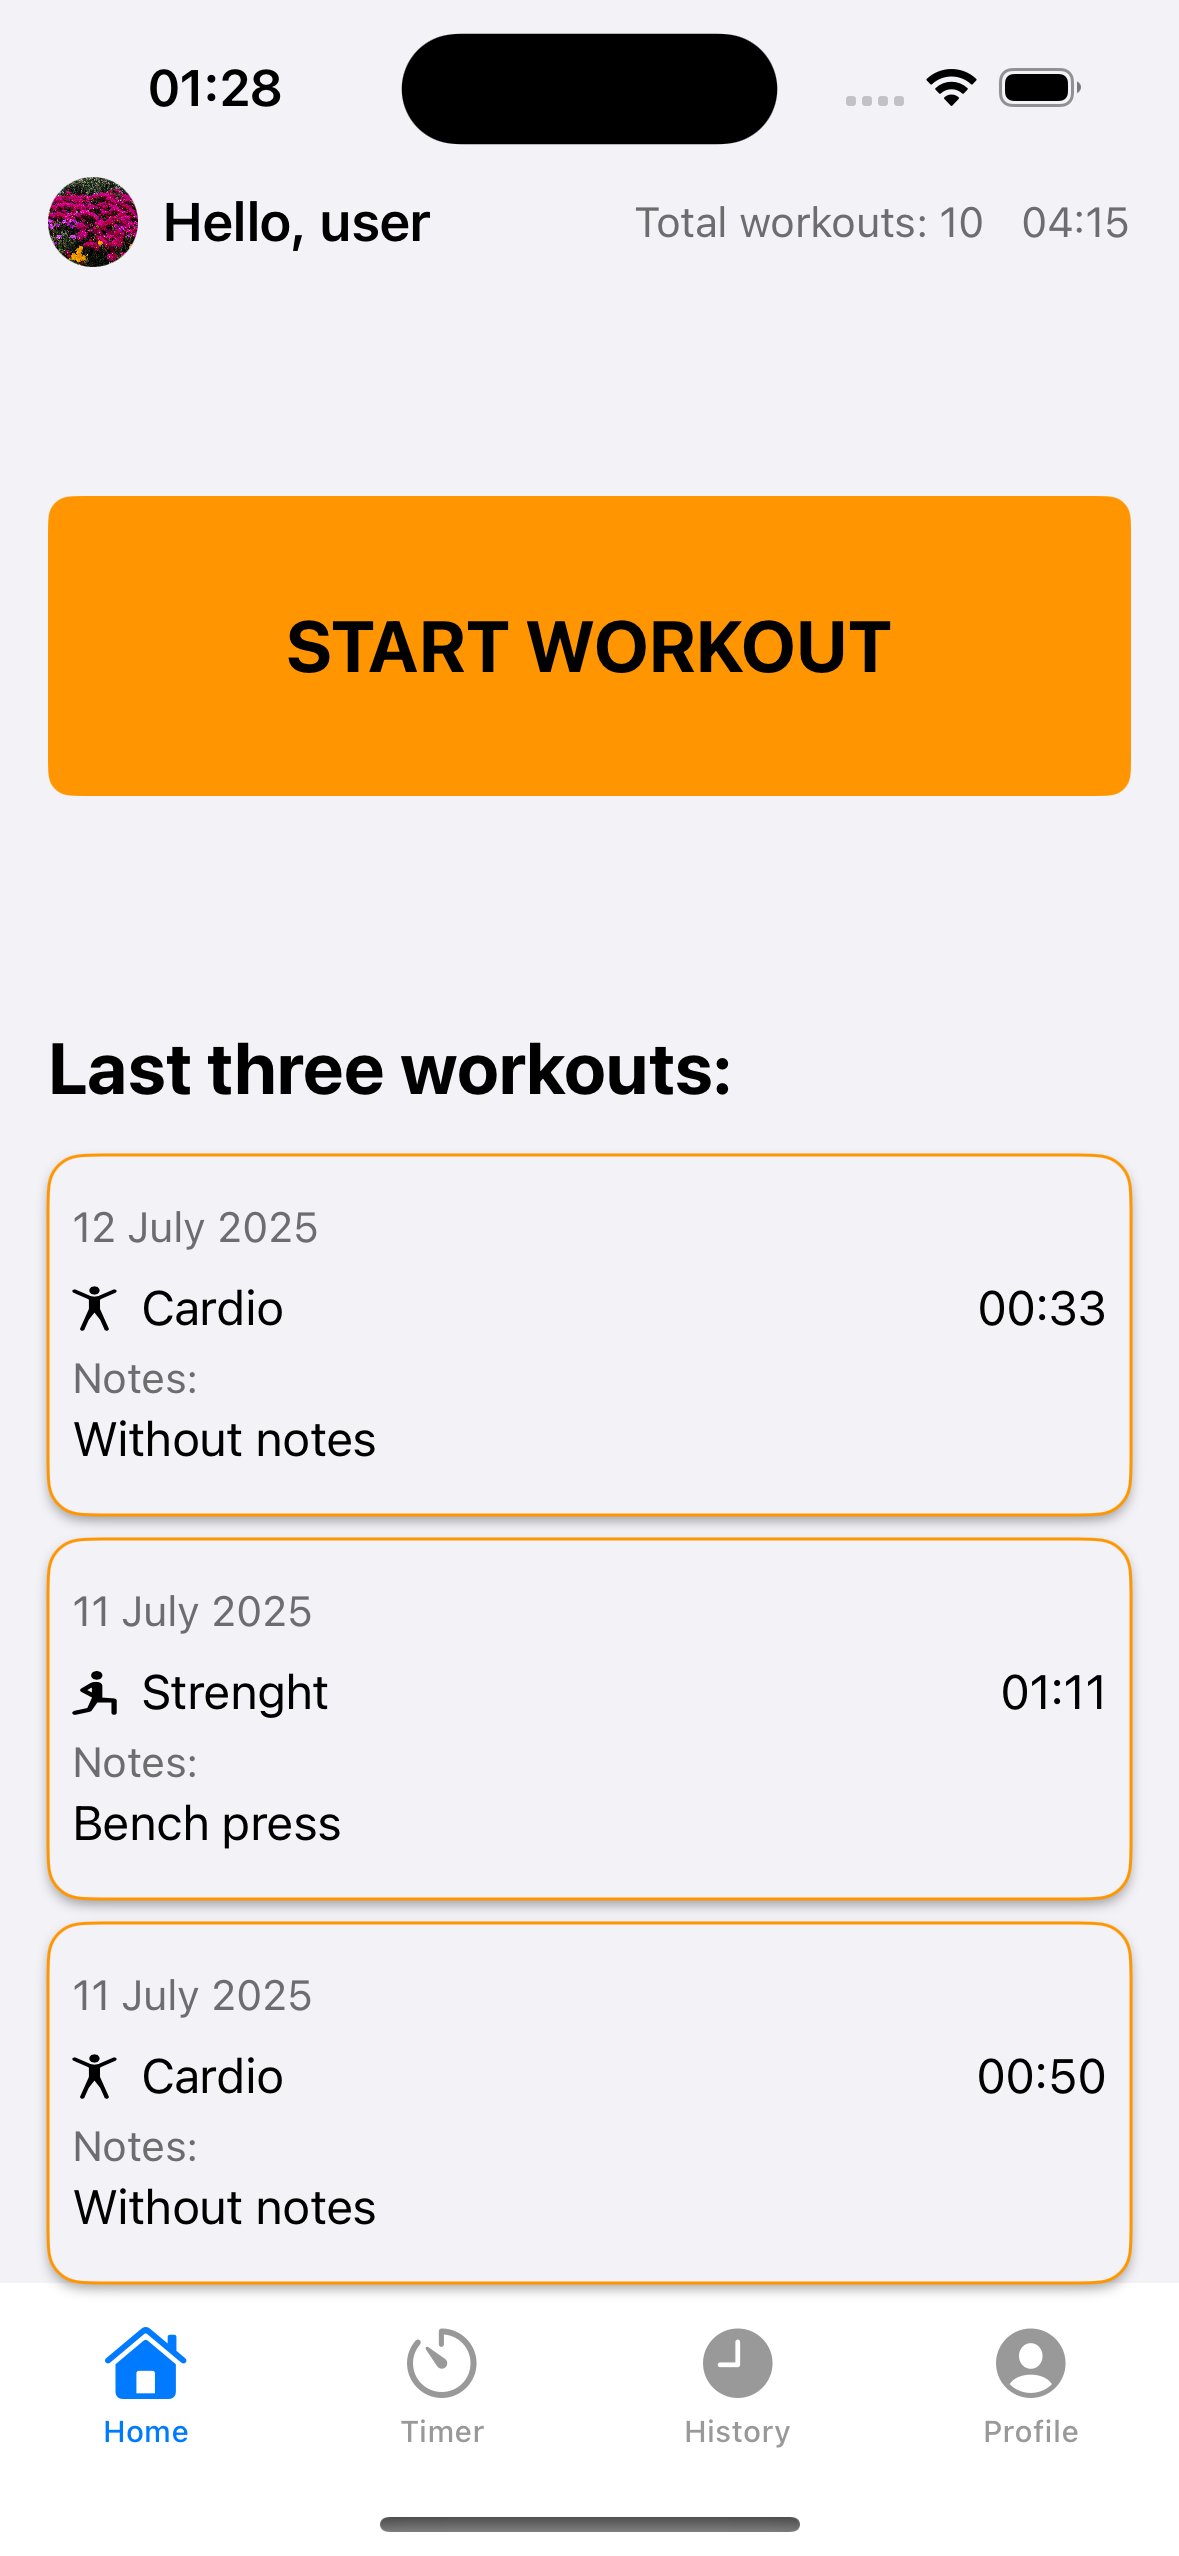 01:28
Hello, user
Total workouts: 10 04:15
START WORKOUT
Last three workouts:
12 July 2025
Cardio 00:33
Notes:
Without notes
11 July 2025
Strenght 01:11
Notes:
Bench press
11 July 2025
Cardio 00:50
Notes:
Without notes
Home Timer History Profile